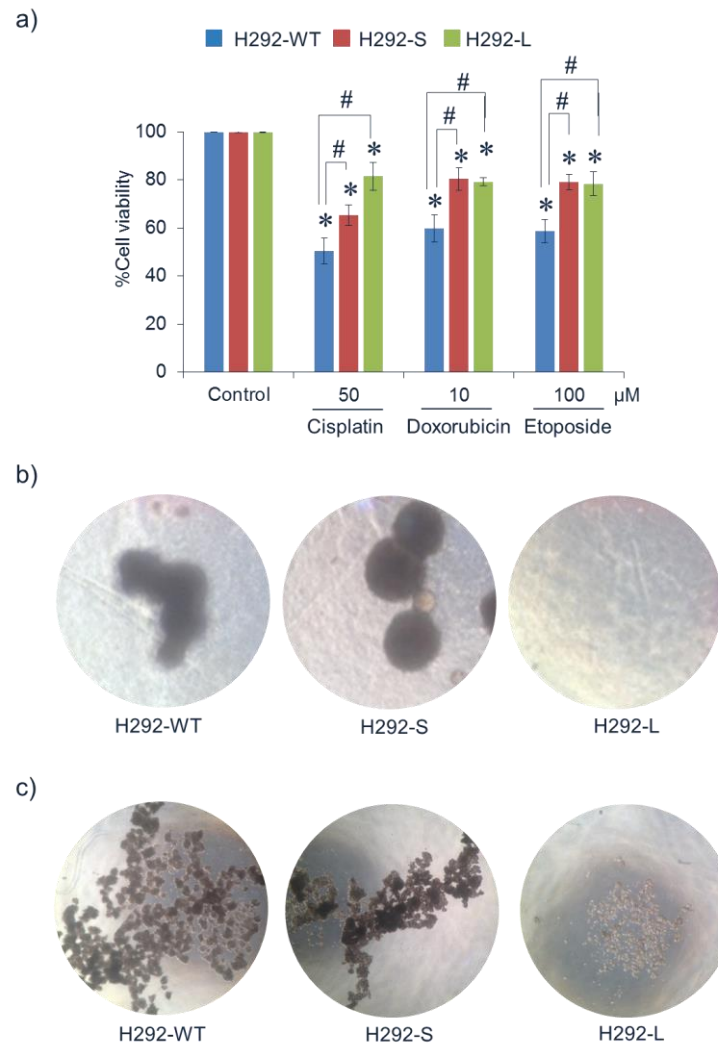 a)
H292-WT H292-S H292-L
# # #
# # #
* * * * * * * * *
%Cell viability
100
80
60
40
20
0
Control 50 10 100 µM
Cisplatin Doxorubicin Etoposide
b)
H292-WT H292-S H292-L
c)
H292-WT H292-S H292-L